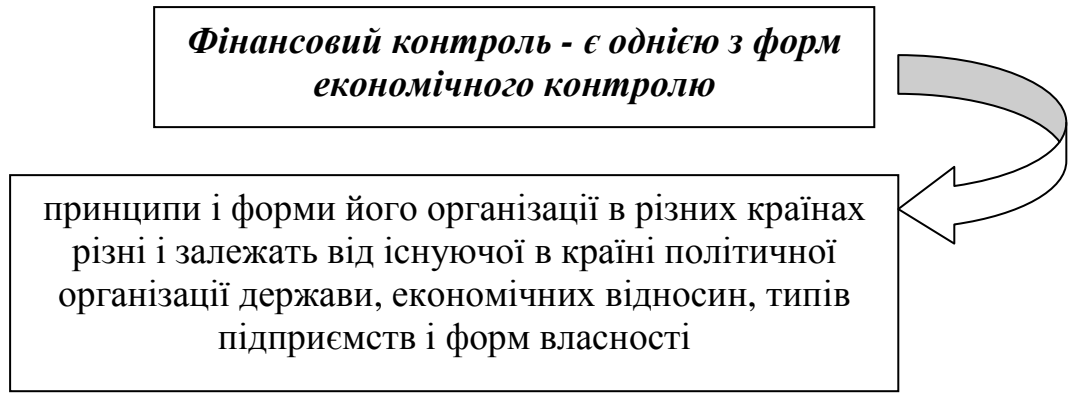 Фінансовий контроль - є однією з форм
економічного контролю
принципи і форми його організації в різних країнах
різні і залежать від існуючої в країні політичної
організації держави, економічних відносин, типів
підприємств і форм власності